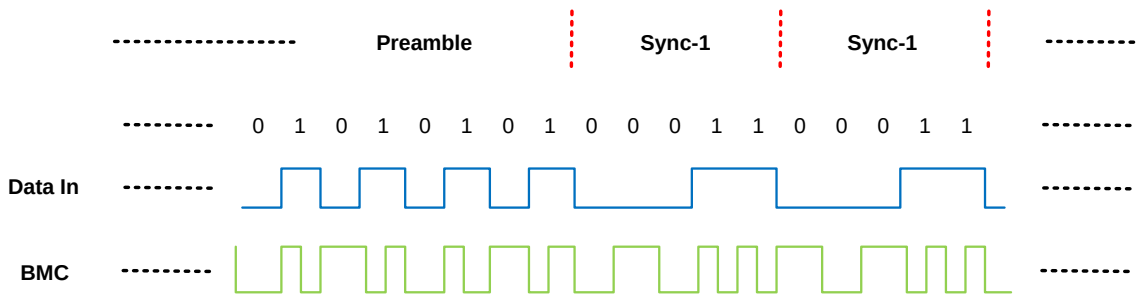 Preamble Sync-1 Sync-1
0 1 0 1 0 1 0 1 0 0 0 1 1 0 0 0 1 1
Data In
BMC